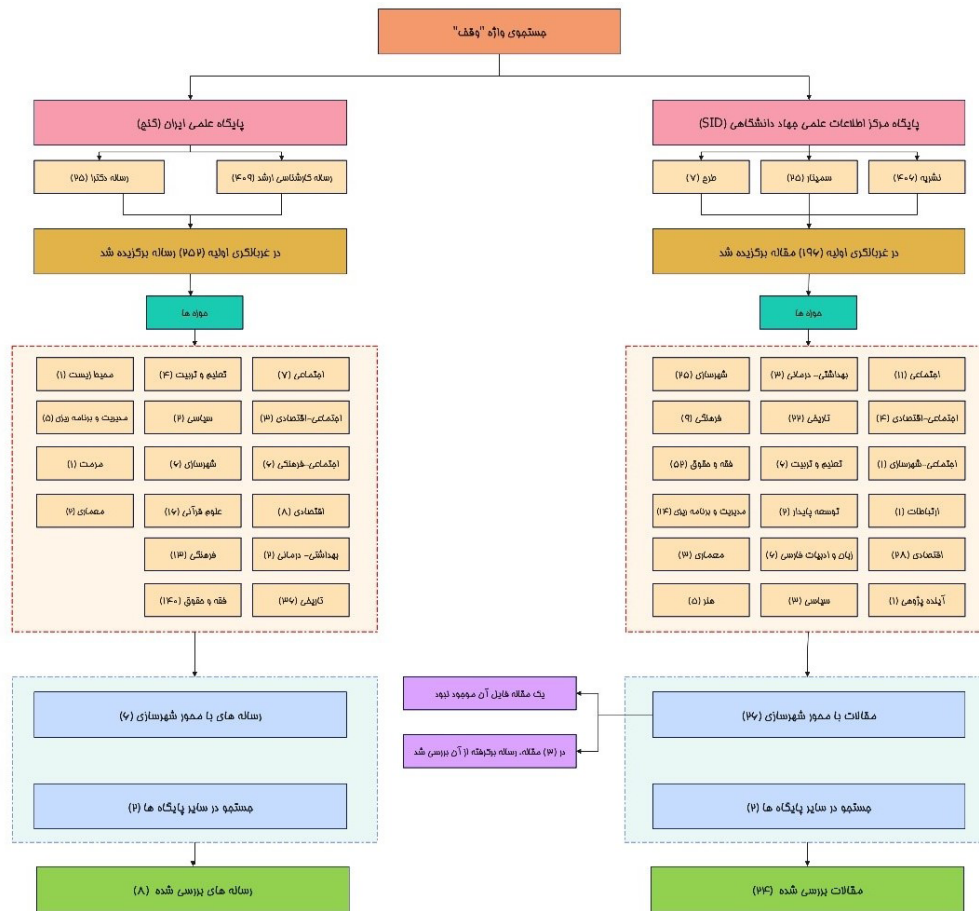 جستجوی واژه "وقف"
پایگاه مرکز اطلاعات علمی جهاد دانشگاهی (SID)
نشریه (۴۰۶)
سمینار (۲۵)
طرح (۷)
در غربالگری اولیه (۱۹۶) مقاله برگزیده شد
حوزه ها
اجتماعی (۱۱)
بهداشتی- درمانی (۳)
شهرسازی (۲۵)
اجتماعی-اقتصادی (۴)
تاریخی (۲۲)
فرهنگی (۹)
اجتماعی-شهرسازی (۱)
تعلیم و تربیت (۶)
فقه و حقوق (۵۲)
ارتباطات (۱)
توسعه پایدار (۲)
مدیریت و برنامه ریزی (۱۴)
اقتصادی (۲۸)
زبان و ادبیات فارسی (۶)
معماری (۳)
آینده پژوهی (۱)
سیاسی (۳)
هنر (۵)
مقالات با محور شهرسازی (۲۶)
یک مقاله فایل آن موجود نبود
در (۳) مقاله، رساله برگرفته از آن بررسی شد
جستجو در سایر پایگاه ها (۲)
مقالات بررسی شده (۲۴)
پایگاه علمی ایران (گنج)
رساله کارشناسی ارشد (۴۰۹)
رساله دکترا (۲۵)
در غربالگری اولیه (۲۵۲) رساله برگزیده شد
حوزه ها
اجتماعی (۷)
تعلیم و تربیت (۴)
محیط زیست (۱)
اجتماعی-اقتصادی (۳)
سیاسی (۲)
مدیریت و برنامه ریزی (۵)
اجتماعی-فرهنگی (۶)
شهرسازی (۶)
مرمت (۱)
اقتصادی (۸)
علوم قرآنی (۱۶)
معماری (۲)
بهداشتی- درمانی (۲)
فرهنگی (۱۳)
تاریخی (۳۶)
فقه و حقوق (۱۴۰)
رساله های با محور شهرسازی (۶)
جستجو در سایر پایگاه ها (۲)
رساله های بررسی شده (۸)